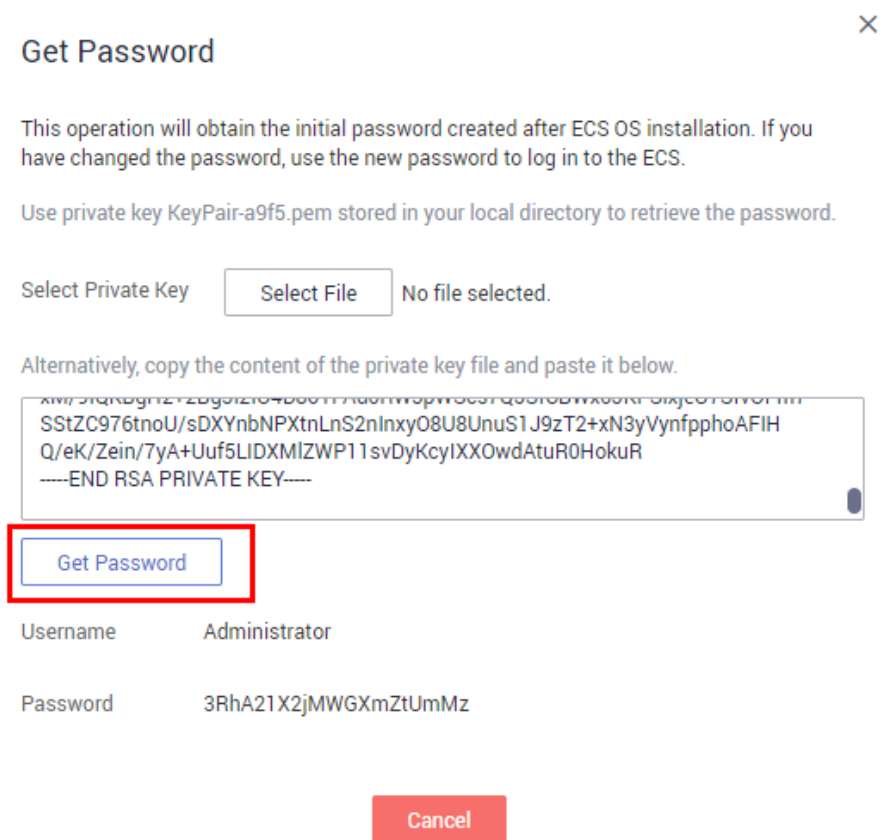 Get Password
This operation will obtain the initial password created after ECS OS installation. If you
have changed the password, use the new password to log in to the ECS.
Use private key KeyPair-a9f5.pem stored in your local directory to retrieve the password.
Select Private Key Select File No file selected.
Alternatively, copy the content of the private key file and paste it below.
SStZC976tnoU/sDXYnbNPXtnLnS2nInxyO8U8UnuS1J9zT2+xN3yVynfpphoAFIH
Q/eK/Zein/7yA+Uuf5LIDXMlZWP11svDyKcyIXXOwdAtuR0HokuR
-----END RSA PRIVATE KEY-----
Get Password
Username Administrator
Password 3RhA21X2jMWGXmZtUmMz
Cancel